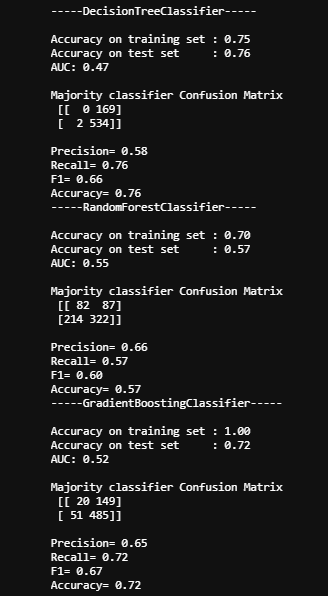 -----DecisionTreeClassifier-----
Accuracy on training set : 0.75
Accuracy on test set     : 0.76
AUC: 0.47
Majority classifier Confusion Matrix
[[  0 169]
[  2 534]]
Precision= 0.58
Recall= 0.76
F1= 0.66
Accuracy= 0.76
-----RandomForestClassifier-----
Accuracy on training set : 0.70
Accuracy on test set     : 0.57
AUC: 0.55
Majority classifier Confusion Matrix
[[ 82  87]
[214 322]]
Precision= 0.66
Recall= 0.57
F1= 0.60
Accuracy= 0.57
-----GradientBoostingClassifier-----
Accuracy on training set : 1.00
Accuracy on test set     : 0.72
AUC: 0.52
Majority classifier Confusion Matrix
[[ 20 149]
[ 51 485]]
Precision= 0.65
Recall= 0.72
F1= 0.67
Accuracy= 0.72